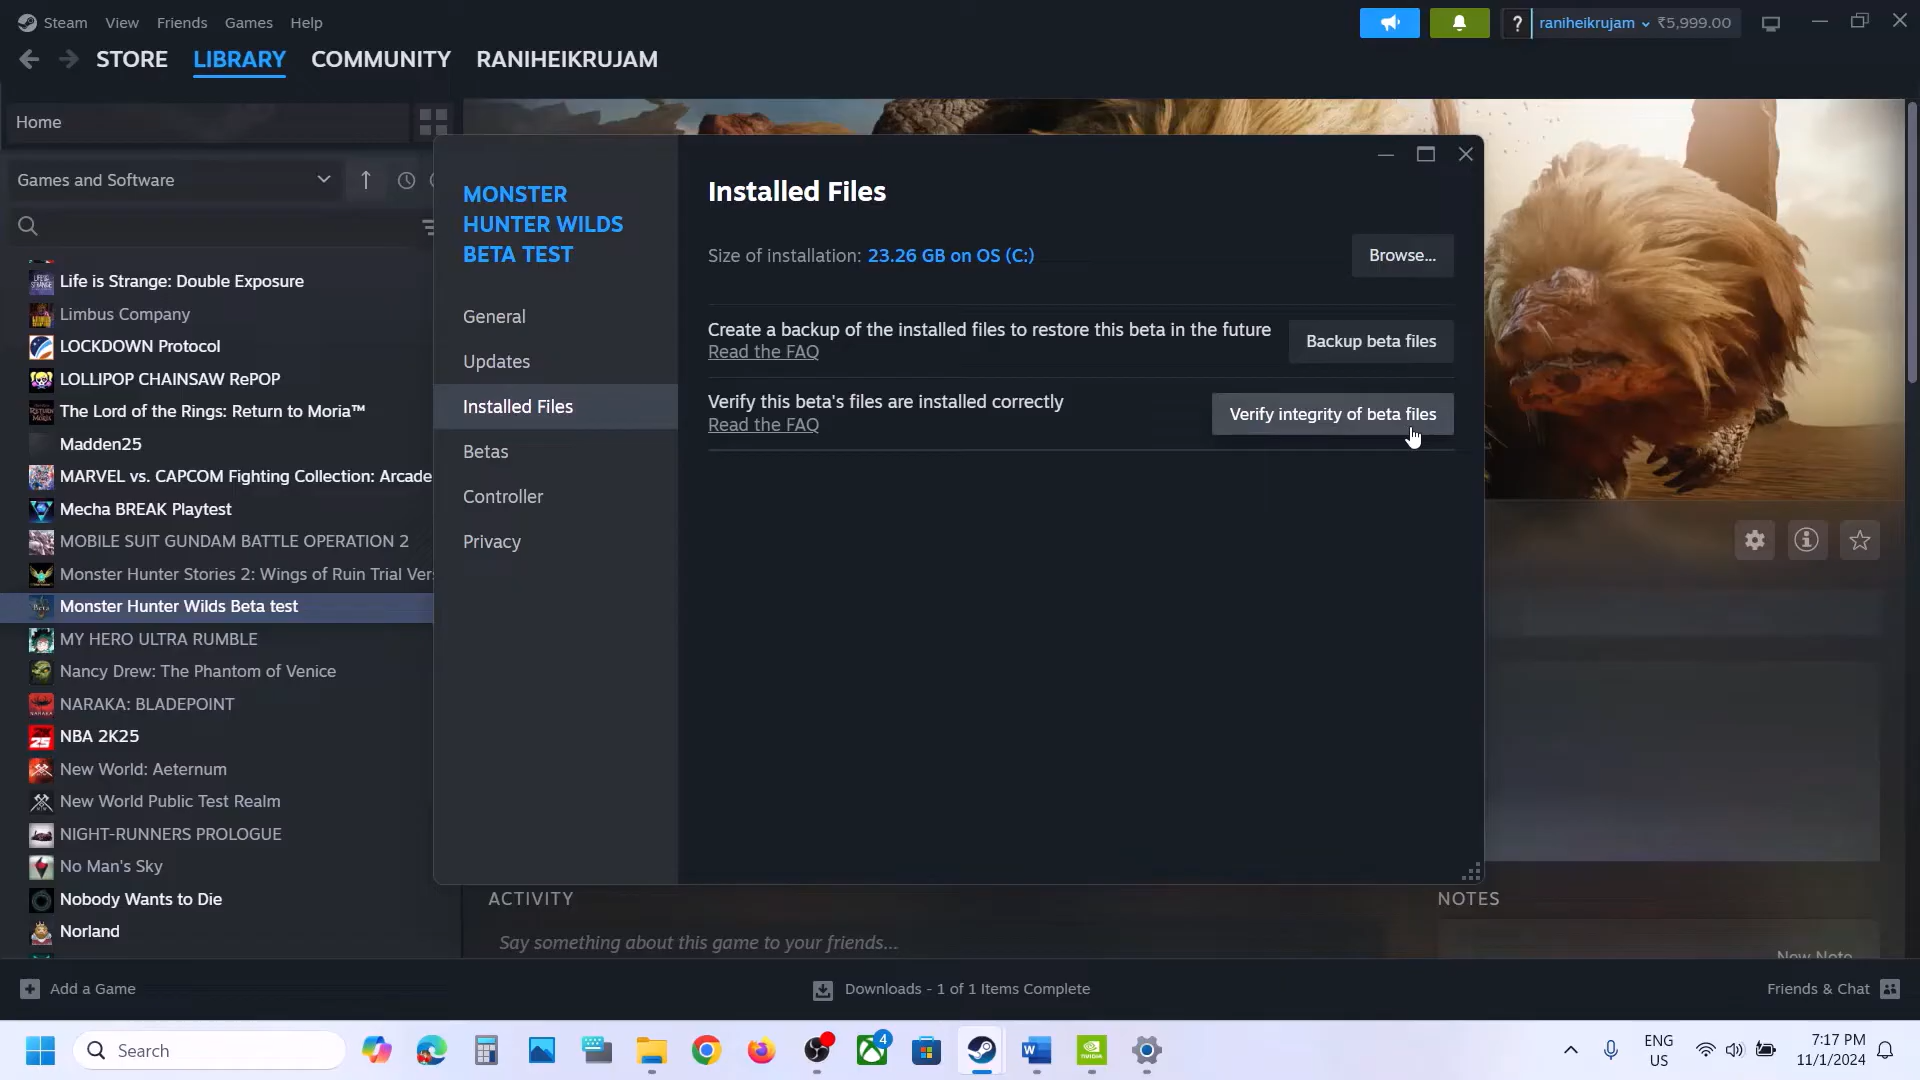 Steam View Friends Games Help
? raniheikrujam ₹5,999.00
STORE LIBRARY COMMUNITY RANIHEIKRUJAM
Home
Games and Software
Life is Strange: Double Exposure
Limbus Company
LOCKDOWN Protocol
LOLLIPOP CHAINSAW RePOP
The Lord of the Rings: Return to Moria™
Madden25
MARVEL vs. CAPCOM Fighting Collection: Arcade
Mecha BREAK Playtest
MOBILE SUIT GUNDAM BATTLE OPERATION 2
Monster Hunter Stories 2: Wings of Ruin Trial Ver
Monster Hunter Wilds Beta test
MY HERO ULTRA RUMBLE
Nancy Drew: The Phantom of Venice
NARAKA: BLADEPOINT
NBA 2K25
New World: Aeternum
New World Public Test Realm
NIGHT-RUNNERS PROLOGUE
No Man's Sky
Nobody Wants to Die
Norland
MONSTER
HUNTER WILDS
BETA TEST
General
Updates
Installed Files
Betas
Controller
Privacy
Installed Files
Size of installation: 23.26 GB on OS (C:)
Browse...
Create a backup of the installed files to restore this beta in the future
Read the FAQ
Backup beta files
Verify this beta's files are installed correctly
Read the FAQ
Verify integrity of beta files
ACTIVITY
Say something about this game to your friends...
NOTES
New Note
Add a Game
Downloads - 1 of 1 Items Complete
Friends & Chat
Search
4
ENG
US
7:17 PM
11/1/2024